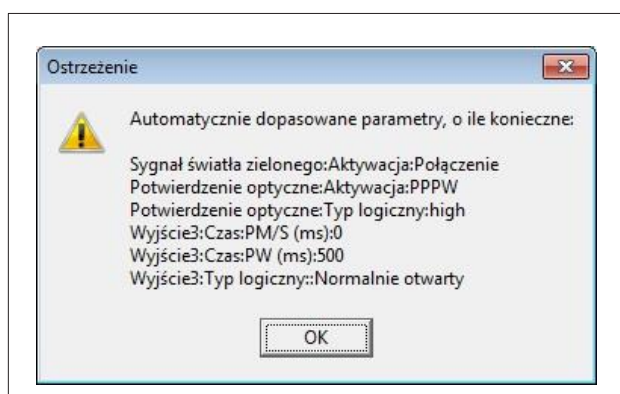 Ostrzeżenie
Automatycznie dopasowane parametry, o ile konieczne:
Sygnał światła zielonego:Aktywacja:Połączenie
Potwierdzenie optyczne:Aktywacja:PPPW
Potwierdzenie optyczne:Typ logiczny:high
Wyjście3:Czas:PM/S (ms):0
Wyjście3:Czas:PW (ms):500
Wyjście3:Typ logiczny::Normalnie otwarty
OK